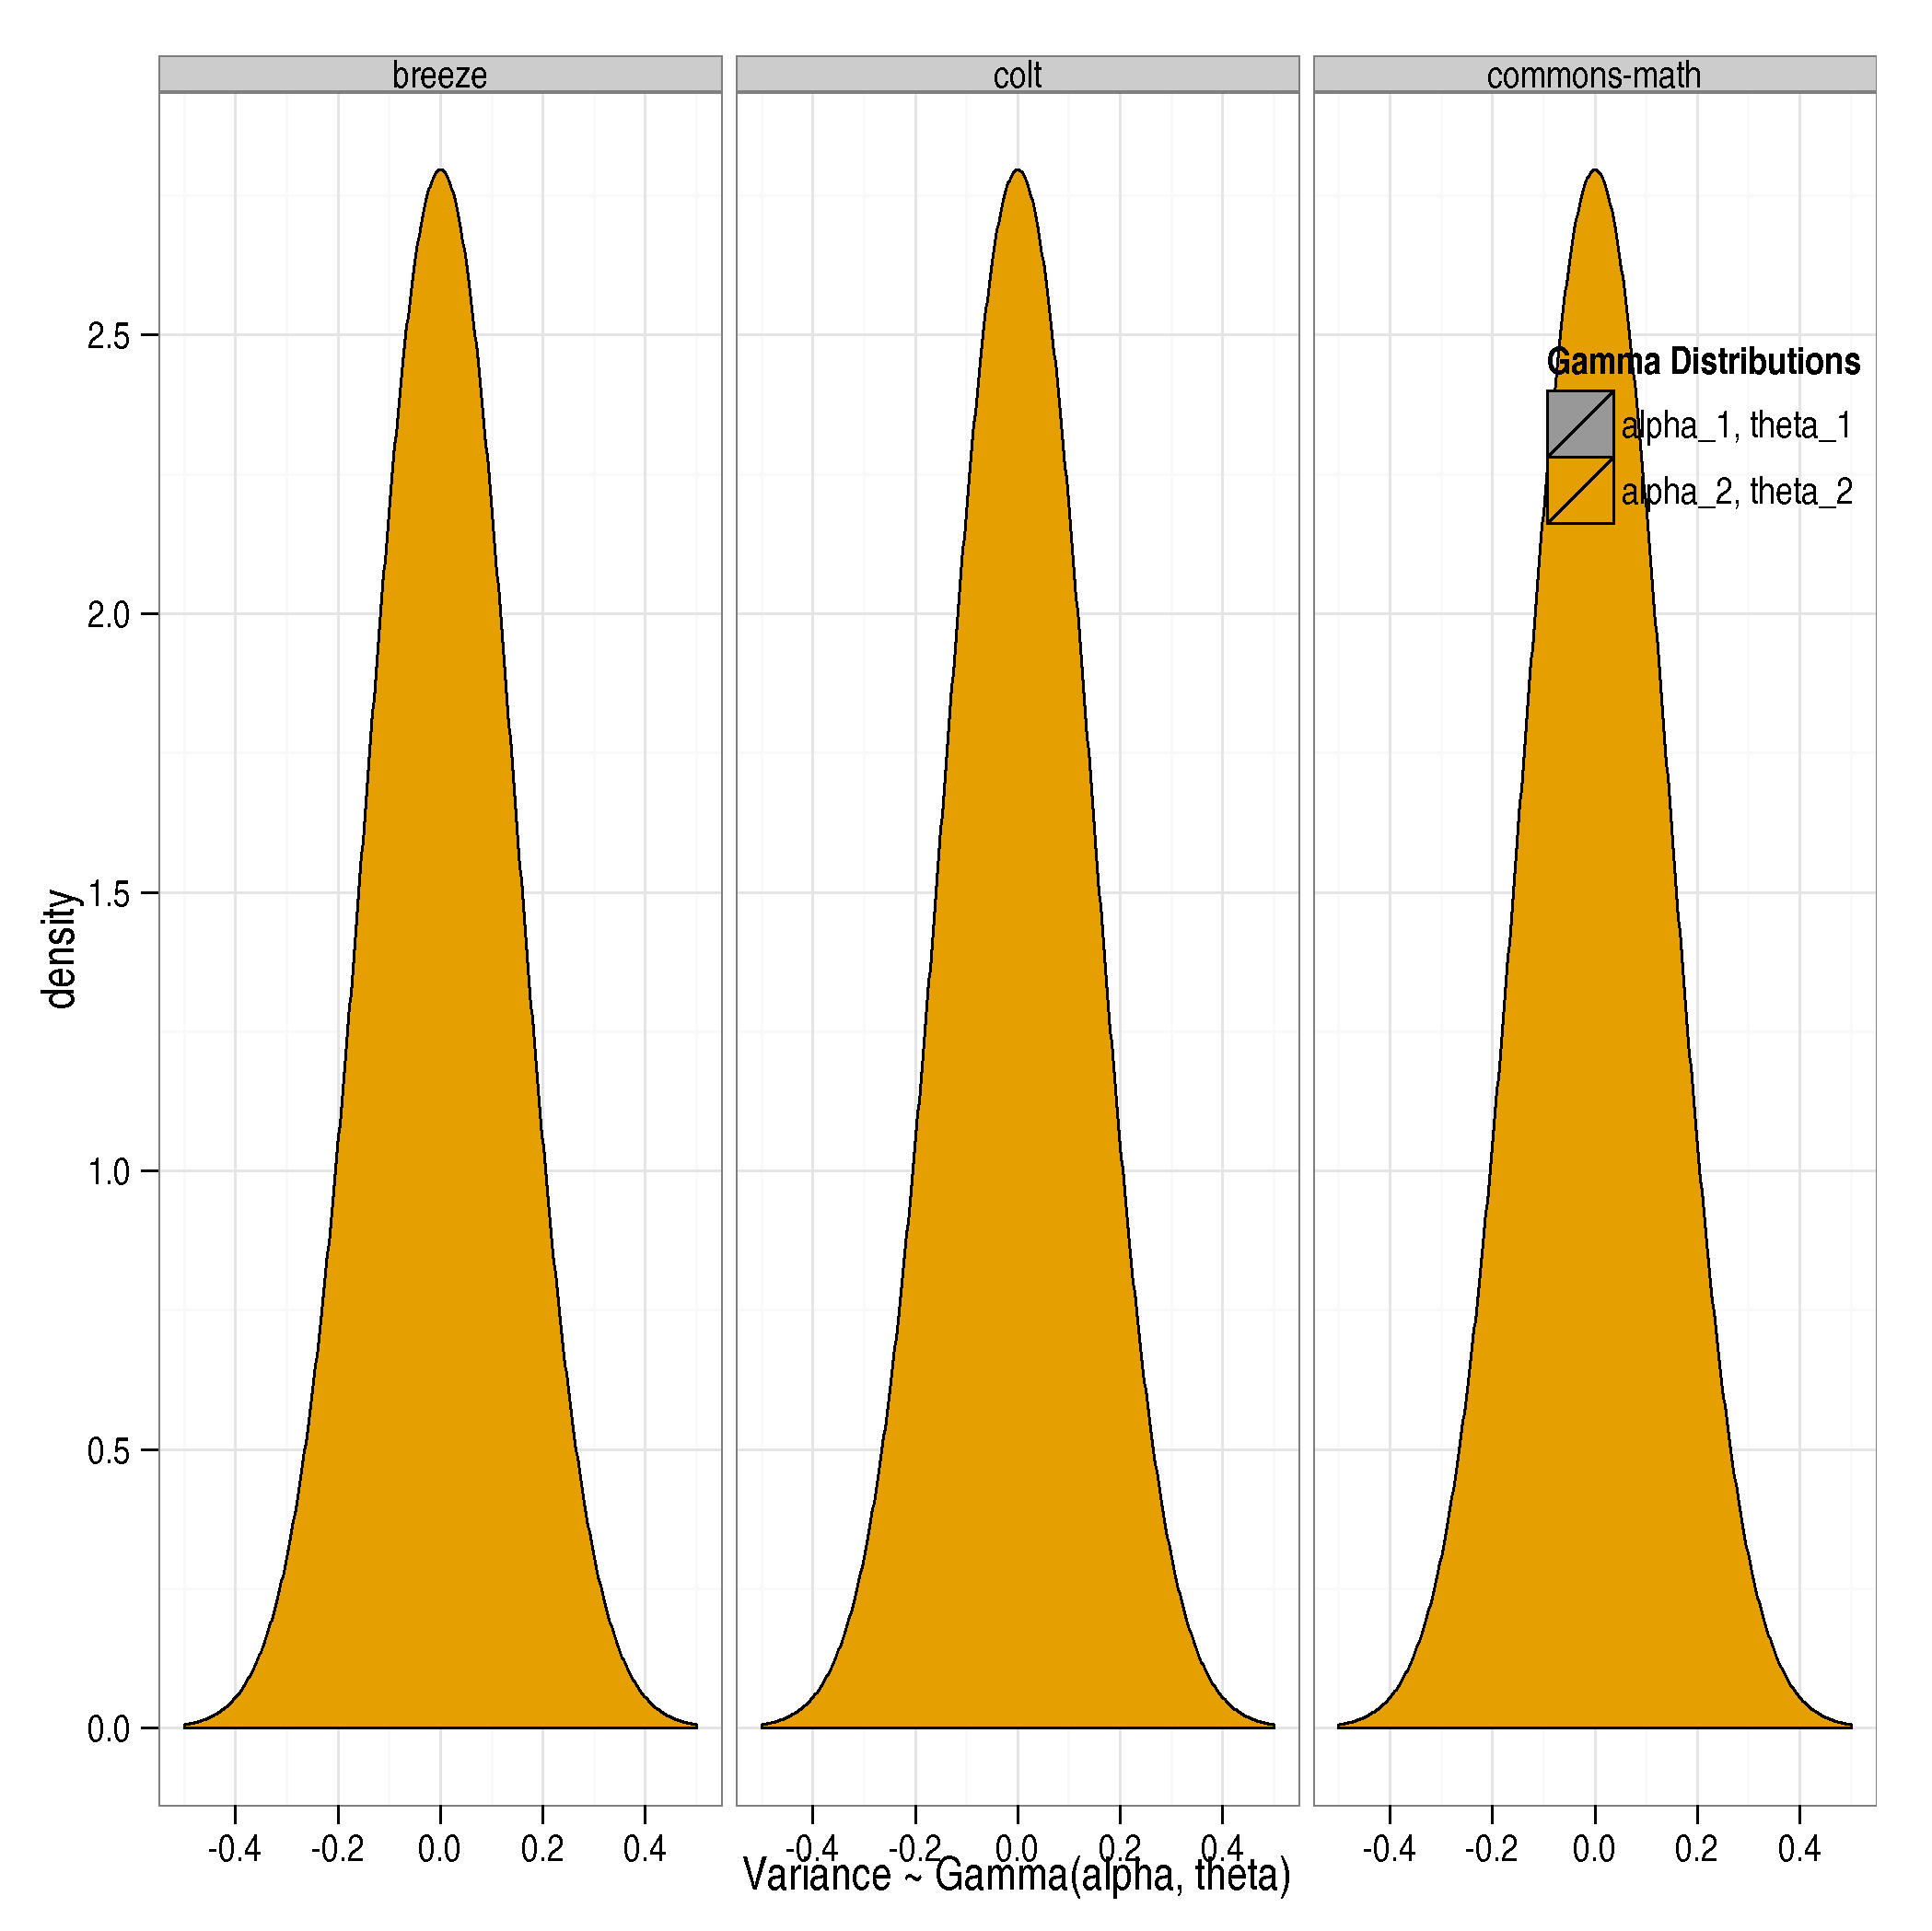 breeze
colt
commons-math
Gamma Distributions
alpha_1, theta_1
alpha_2, theta_2
2.5
2.0
1.5
1.0
0.5
0.0
density
-0.4 -0.2 0.0 0.2 0.4
-0.4 -0.2 0.0 0.2 0.4
-0.4 -0.2 0.0 0.2 0.4
Variance ~ Gamma(alpha, theta)